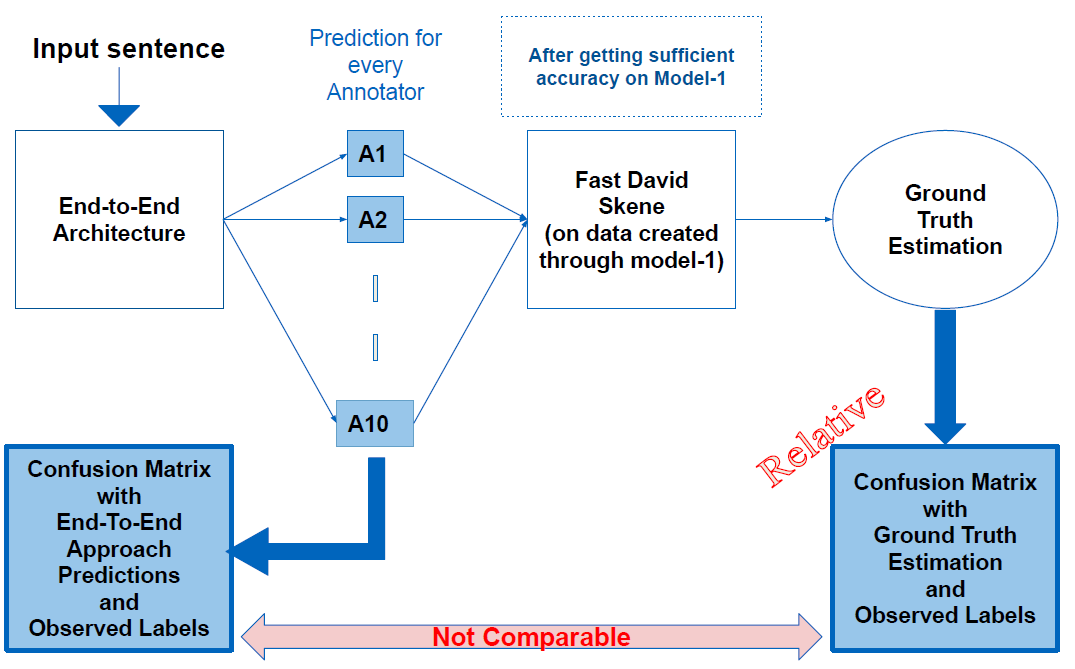 Input sentence
Prediction for
every
Annotator
After getting sufficient
accuracy on Model-1
End-to-End
Architecture
A1
A2
A10
Fast David
Skene
(on data created
through model-1)
Ground
Truth
Estimation
Relative
Confusion Matrix
with
End-To-End
Approach
Predictions
and
Observed Labels
Confusion Matrix
with
Ground Truth
Estimation
and
Observed Labels
Not Comparable